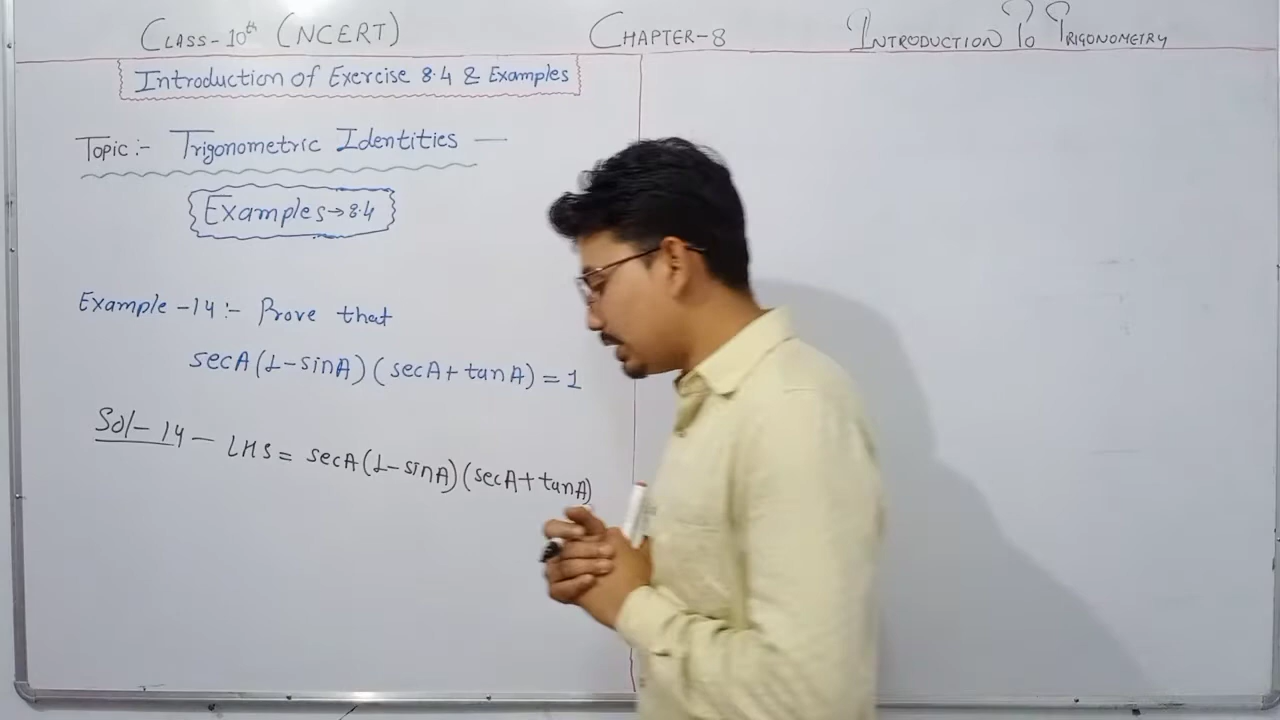 CLASS-10th (NCERT) CHAPTER-8 INTRODUCTION TO TRIGONOMETRY
Introduction of Exercise 8.4 & Examples
TOPIC:- Trigonometric Identities —
Examples→8.4
Example-14:- Prove that
secA(1-sinA)(secA+tanA)=1
Sol-14 — LHS = secA(1-sinA)(secA+tanA)